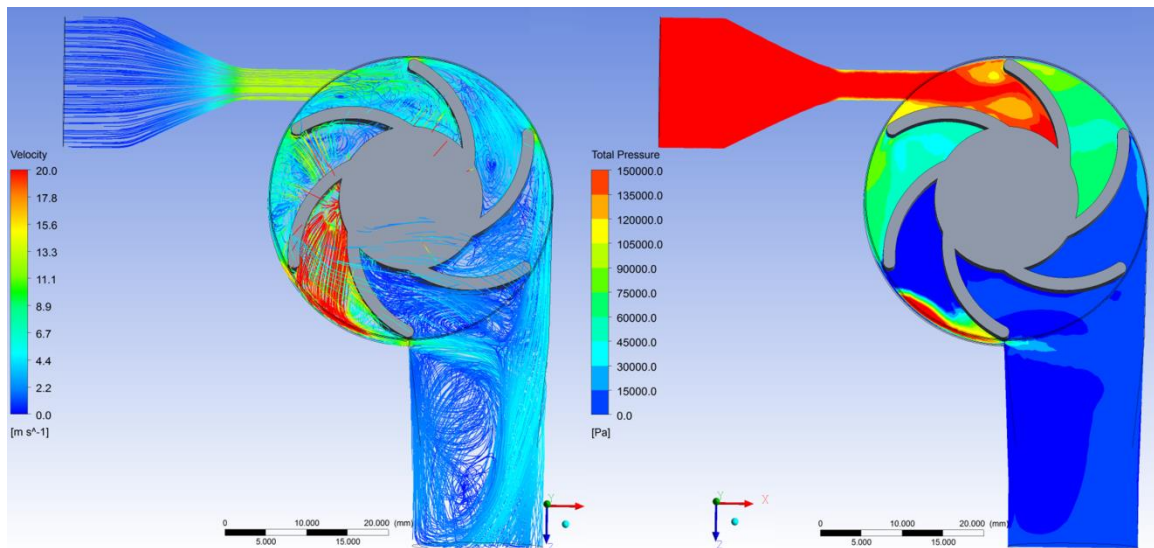 Velocity
20.0
17.8
15.6
13.3
11.1
8.9
6.7
4.4
2.2
0.0
[m s^-1]
0 10.000 20.000 (mm)
5.000 15.000
Y
X
Z
Total Pressure
150000.0
135000.0
120000.0
105000.0
90000.0
75000.0
60000.0
45000.0
30000.0
15000.0
0.0
[Pa]
Y
X
Z
0 10.000 20.000 (mm)
5.000 15.000